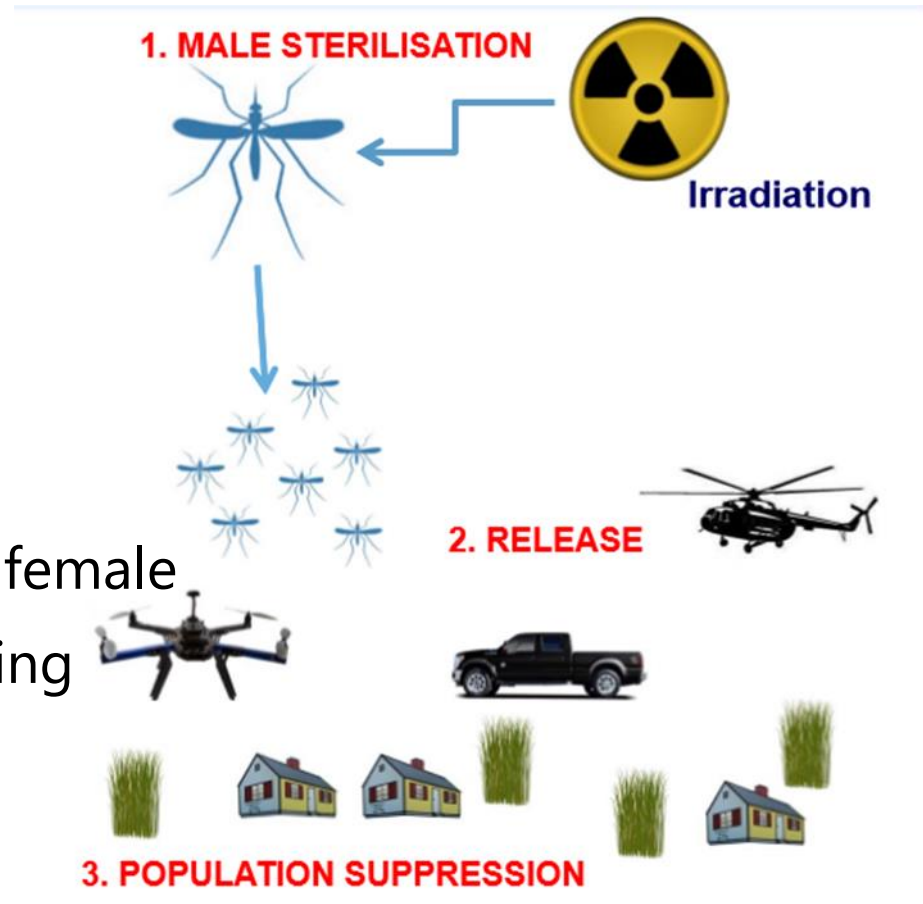 1. MALE STERILISATION
Irradiation
2. RELEASE
female
ing
3. POPULATION SUPPRESSION